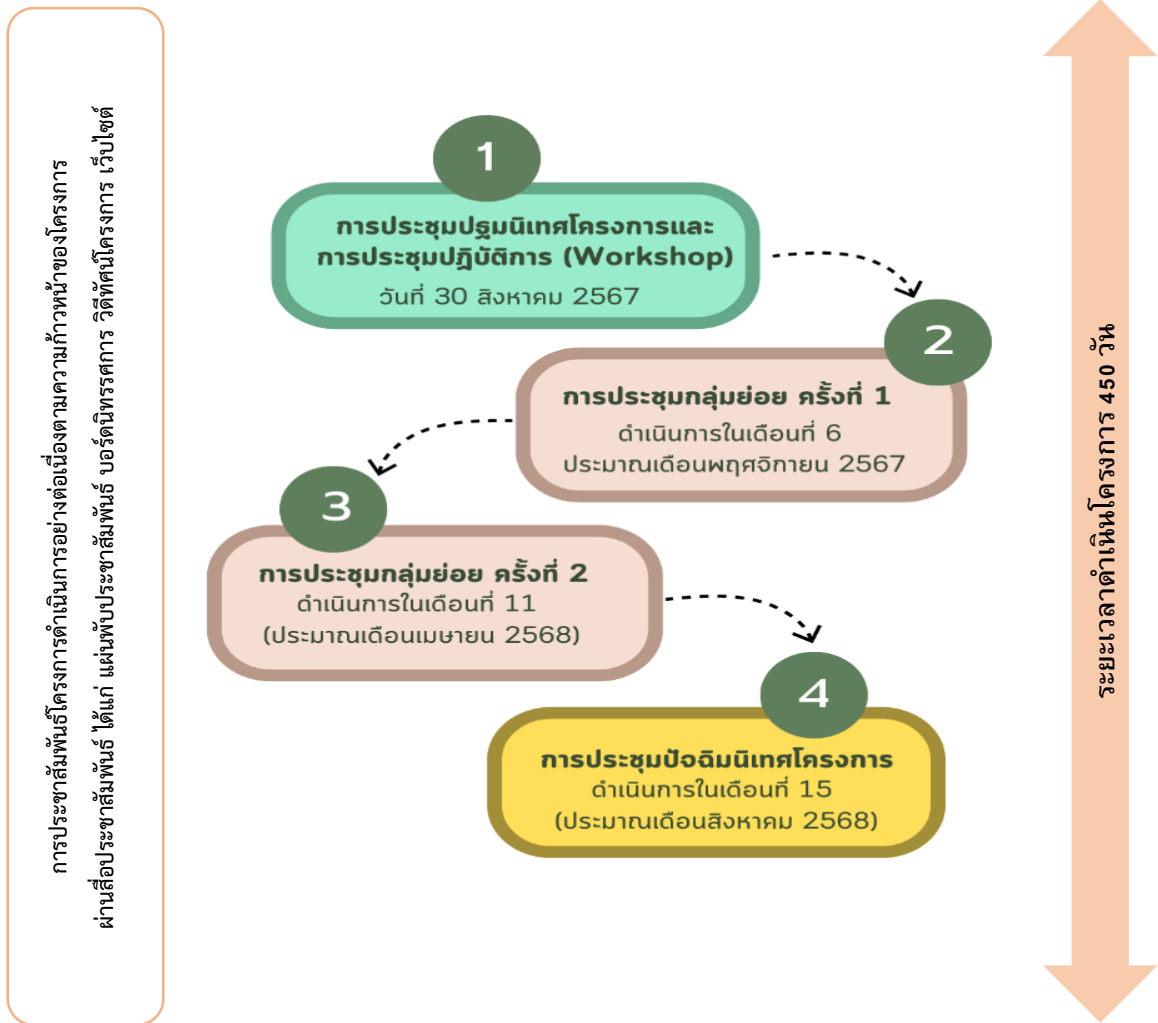 การประชาสัมพันธ์โครงการดำเนินการอย่างต่อเนื่องตามความก้าวหน้าของโครงการ
ผ่านสื่อประชาสัมพันธ์ ได้แก่ แผ่นพับประชาสัมพันธ์ บอร์ดนิทรรศการ วิดีทัศน์โครงการ เว็บไซต์
1
การประชุมปฐมนิเทศโครงการและ
การประชุมปฏิบัติการ (Workshop)
วันที่ 30 สิงหาคม 2567
2
การประชุมกลุ่มย่อย ครั้งที่ 1
ดำเนินการในเดือนที่ 6
ประมาณเดือนพฤศจิกายน 2567
3
การประชุมกลุ่มย่อย ครั้งที่ 2
ดำเนินการในเดือนที่ 11
(ประมาณเดือนเมษายน 2568)
4
การประชุมปัจฉิมนิเทศโครงการ
ดำเนินการในเดือนที่ 15
(ประมาณเดือนสิงหาคม 2568)
ระยะเวลาดำเนินโครงการ 450 วัน